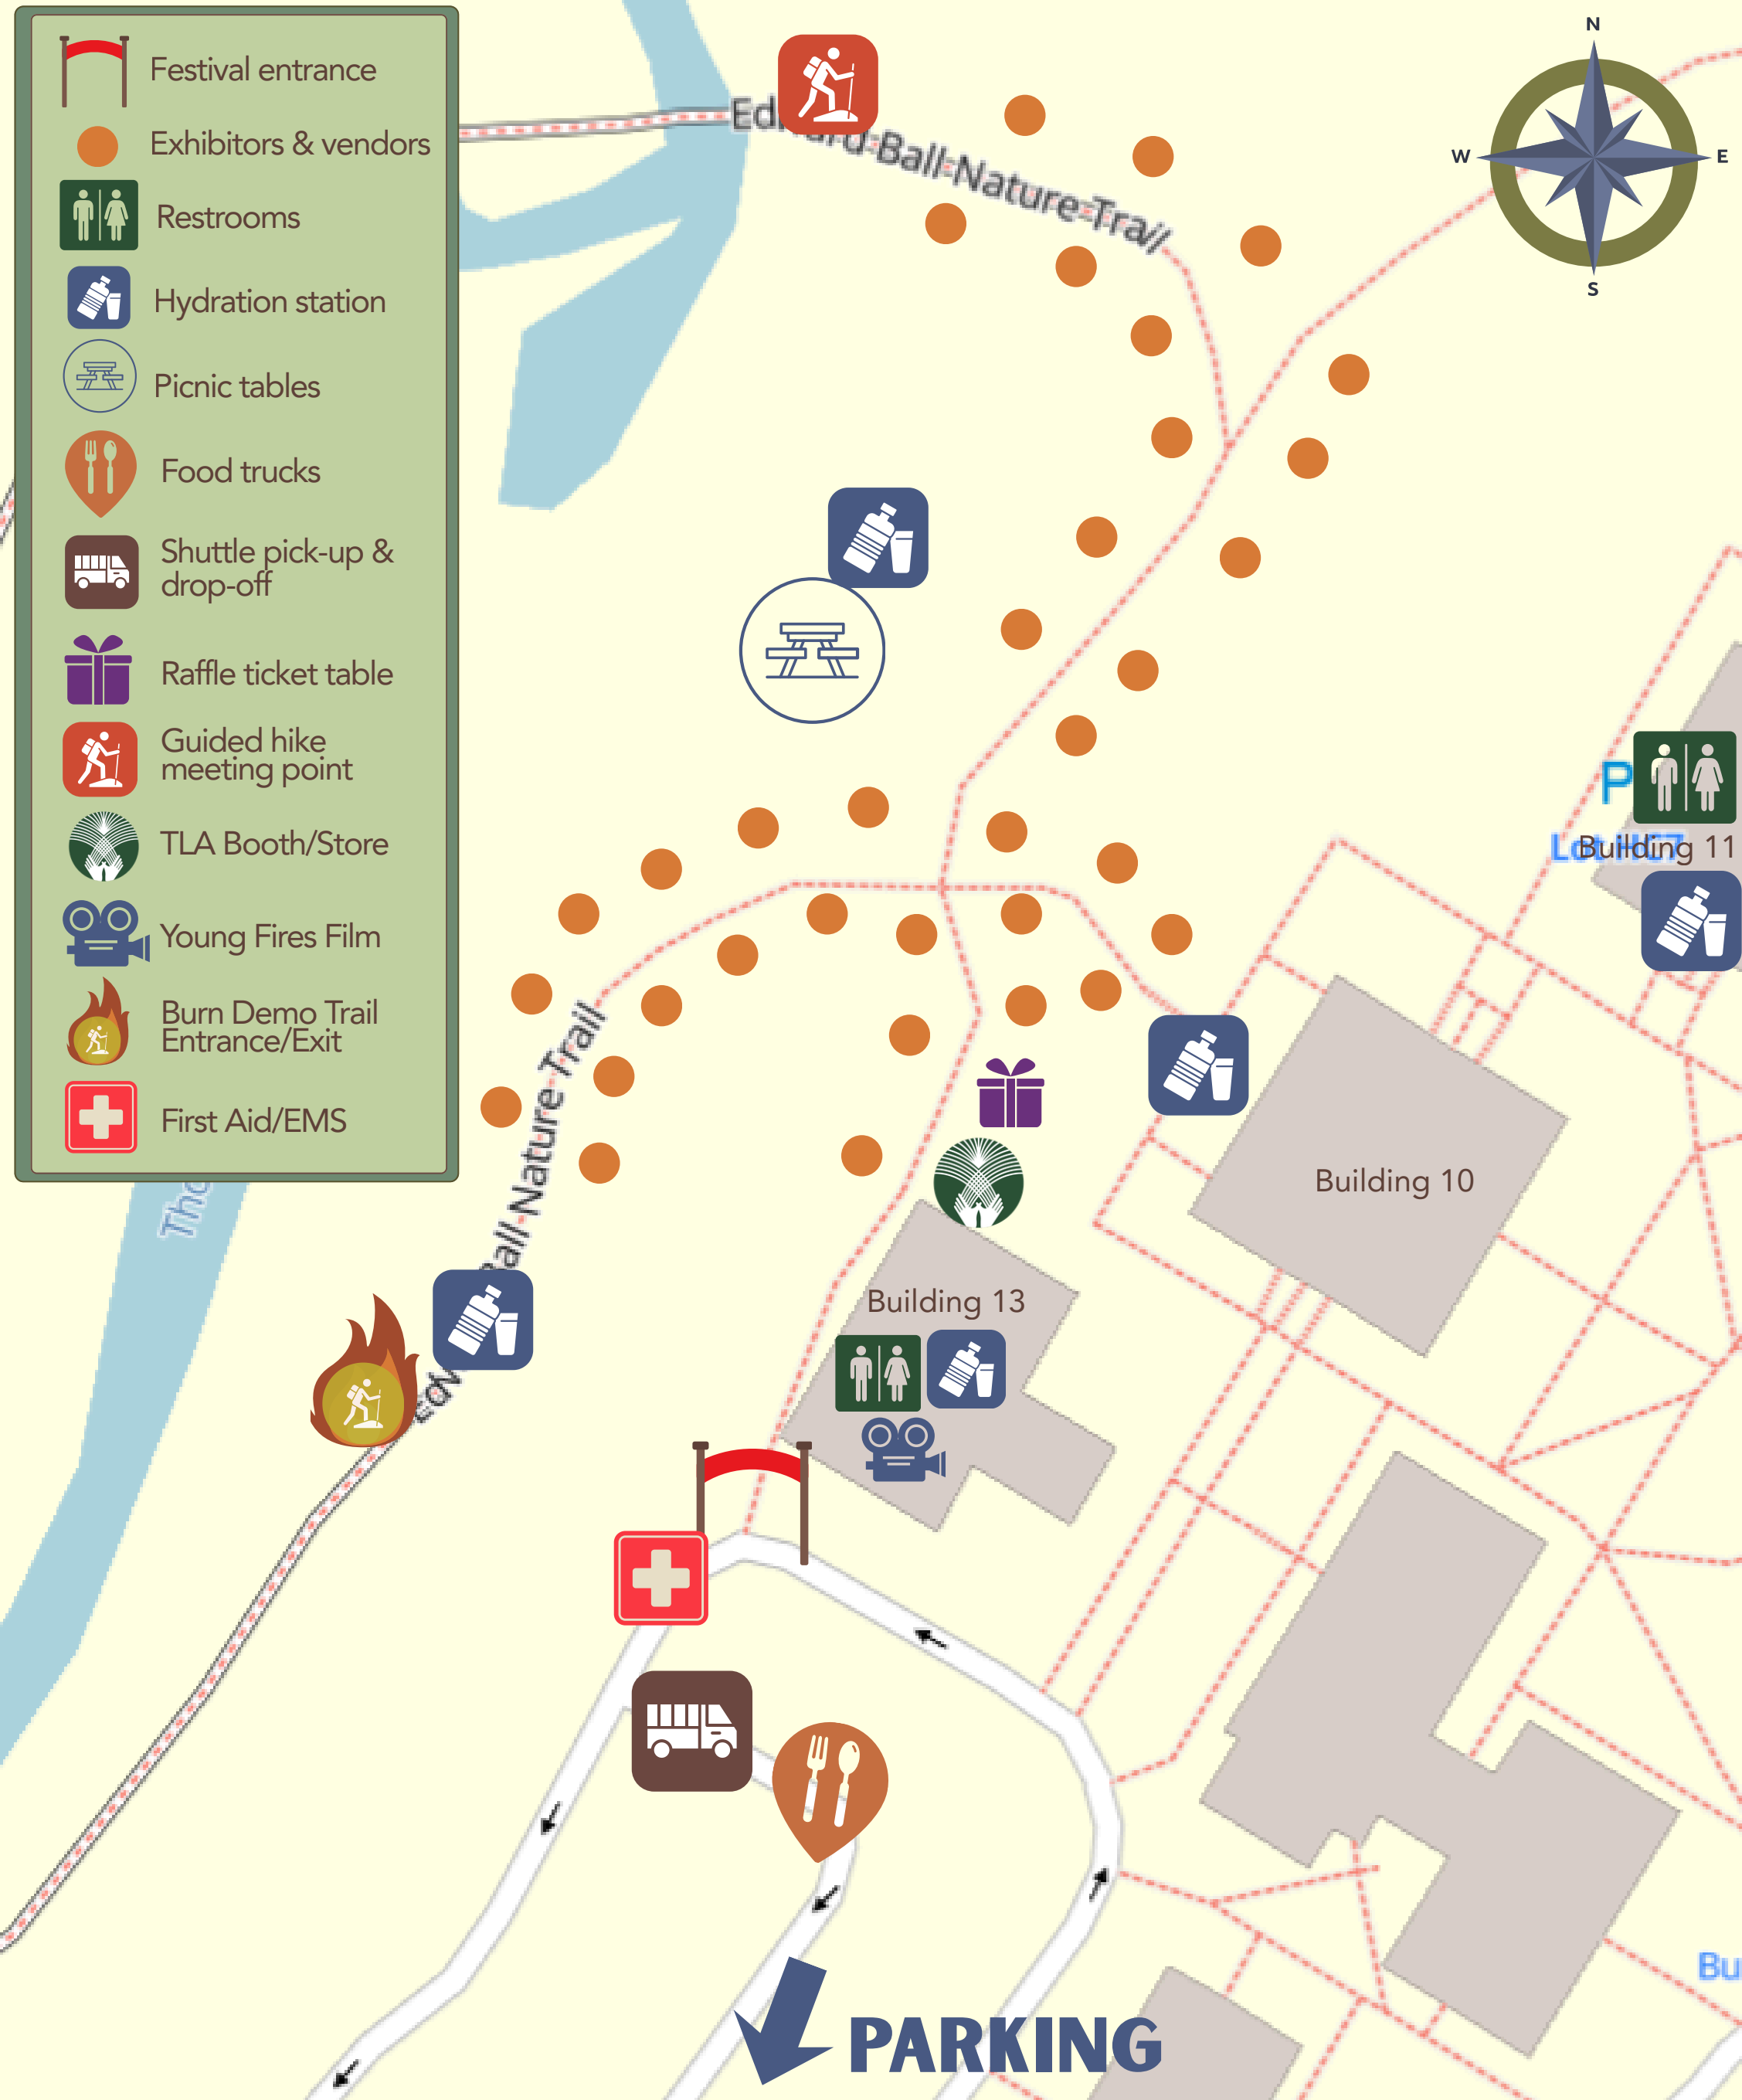 Festival entrance
Exhibitors & vendors
Restrooms
Hydration station
Picnic tables
Food trucks
Shuttle pick-up &
drop-off
Raffle ticket table
Guided hike
meeting point
TLA Booth/Store
Young Fires Film
Burn Demo Trail
Entrance/Exit
First Aid/EMS
N
W
E
S
Ball Nature Trail
P
Building 11
Ball Nature Trail
Building 10
Building 13
PARKING